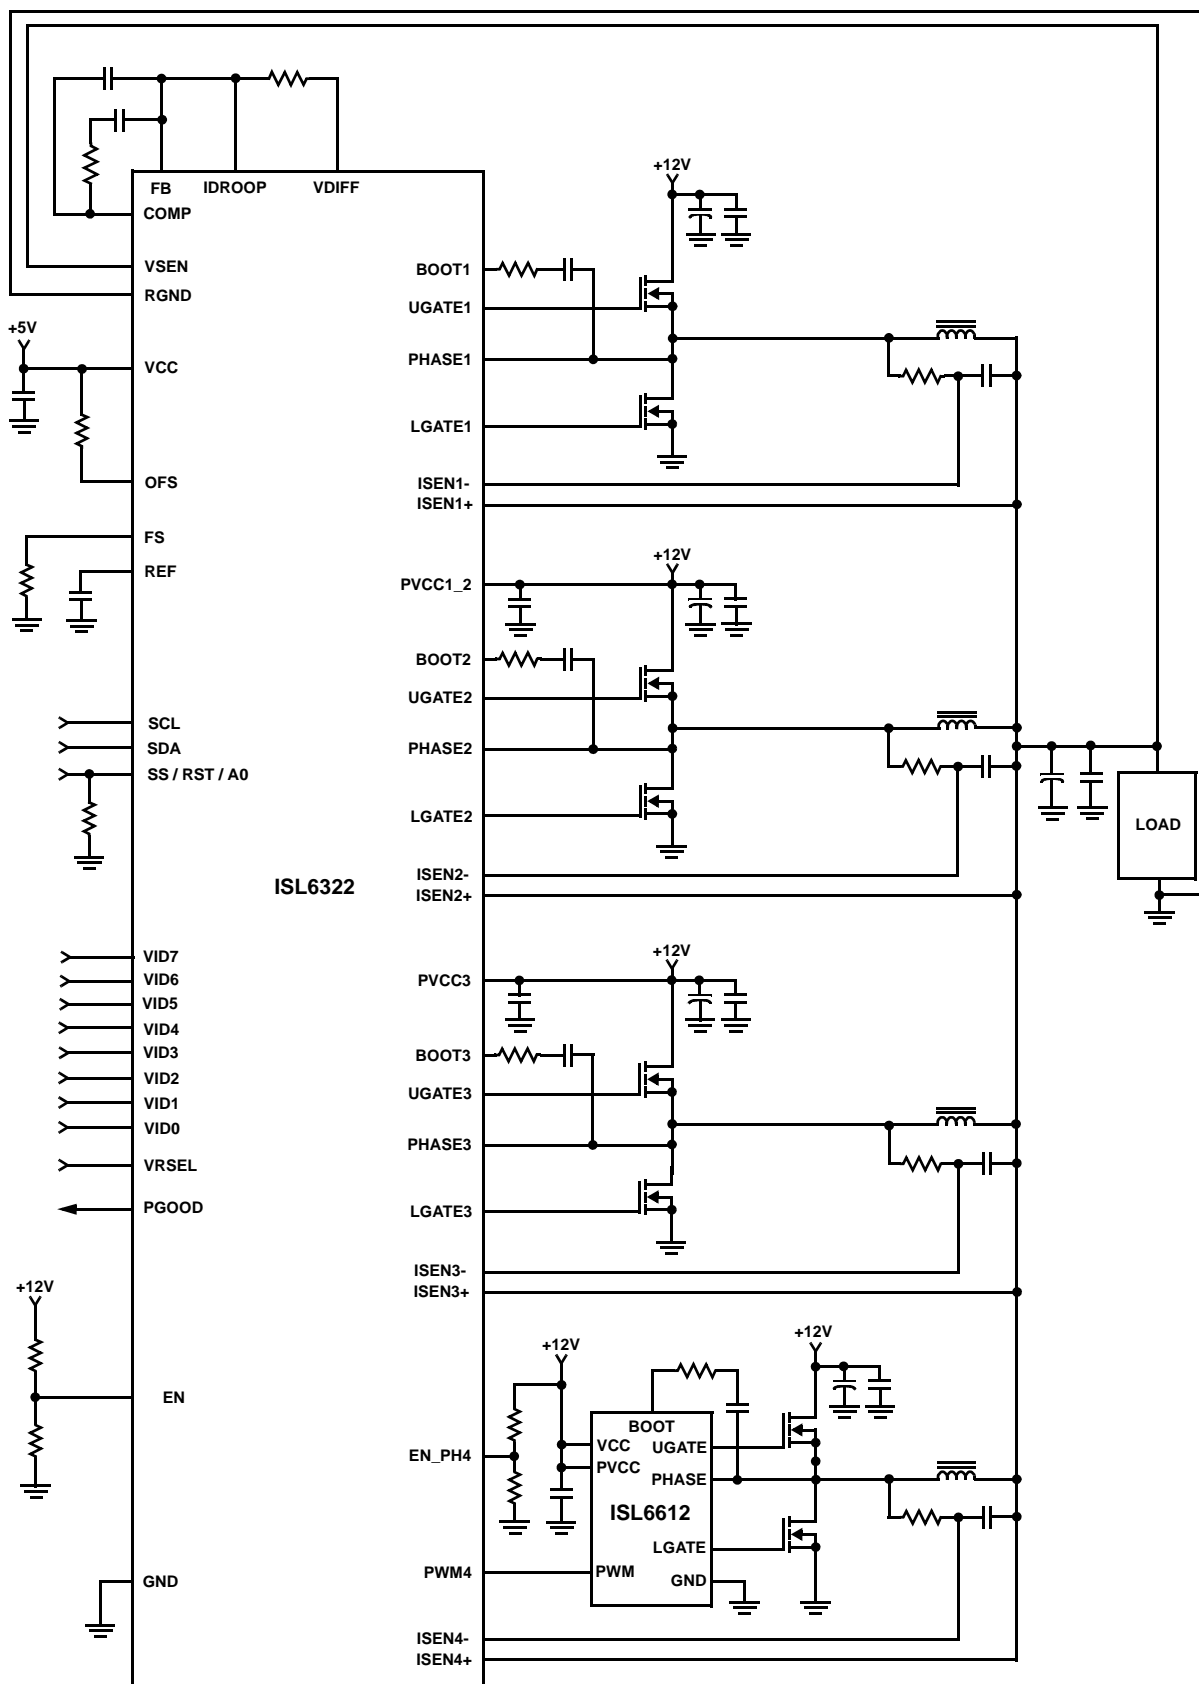 FB IDROOP VDIFF
COMP
VSEN
RGND
+5V
VCC
OFS
FS
REF
SCL
SDA
SS / RST / A0
ISL6322
VID7
VID6
VID5
VID4
VID3
VID2
VID1
VID0
VRSEL
PGOOD
+12V
EN
GND
+12V
BOOT1
UGATE1
PHASE1
LGATE1
ISEN1-
ISEN1+
+12V
PVCC1_2
BOOT2
UGATE2
PHASE2
LGATE2
ISEN2-
ISEN2+
LOAD
+12V
PVCC3
BOOT3
UGATE3
PHASE3
LGATE3
ISEN3-
ISEN3+
+12V
+12V
EN_PH4
PWM4
BOOT
VCC
UGATE
PVCC
PHASE
ISL6612
LGATE
PWM
GND
ISEN4-
ISEN4+